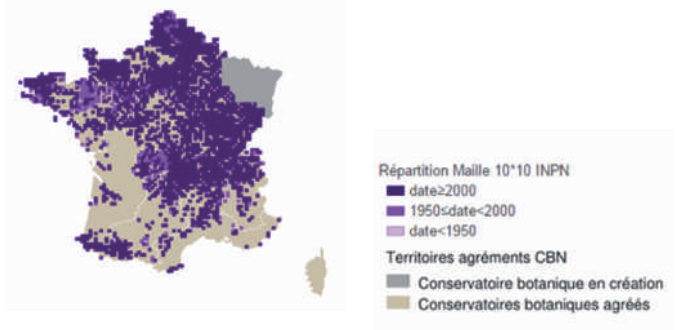 Répartition Maille 10*10 INPN
date≥2000
1950≤date<2000
date<1950
Territoires agréments CBN
Conservatoire botanique en création
Conservatoires botaniques agréés